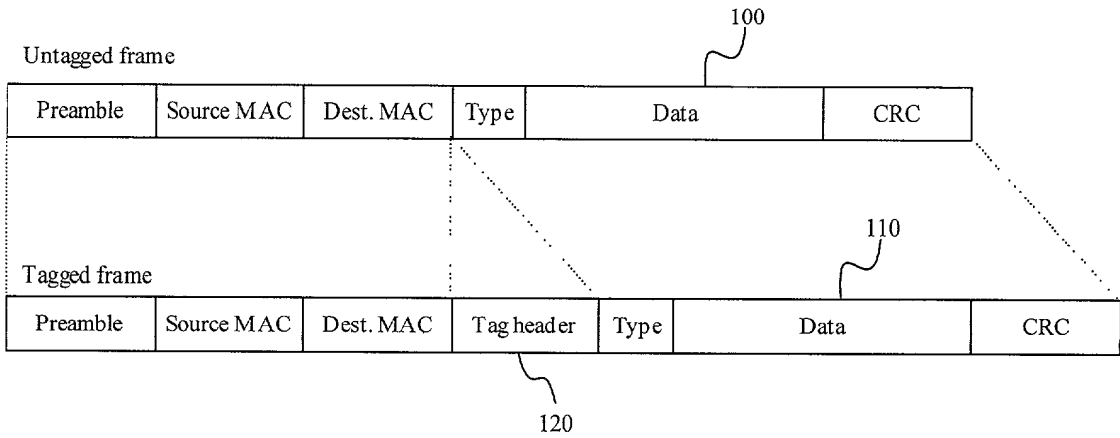 100
Untagged frame
Preamble Source MAC Dest. MAC Type Data CRC
110
Tagged frame
Preamble Source MAC Dest. MAC Tag header Type Data CRC
120